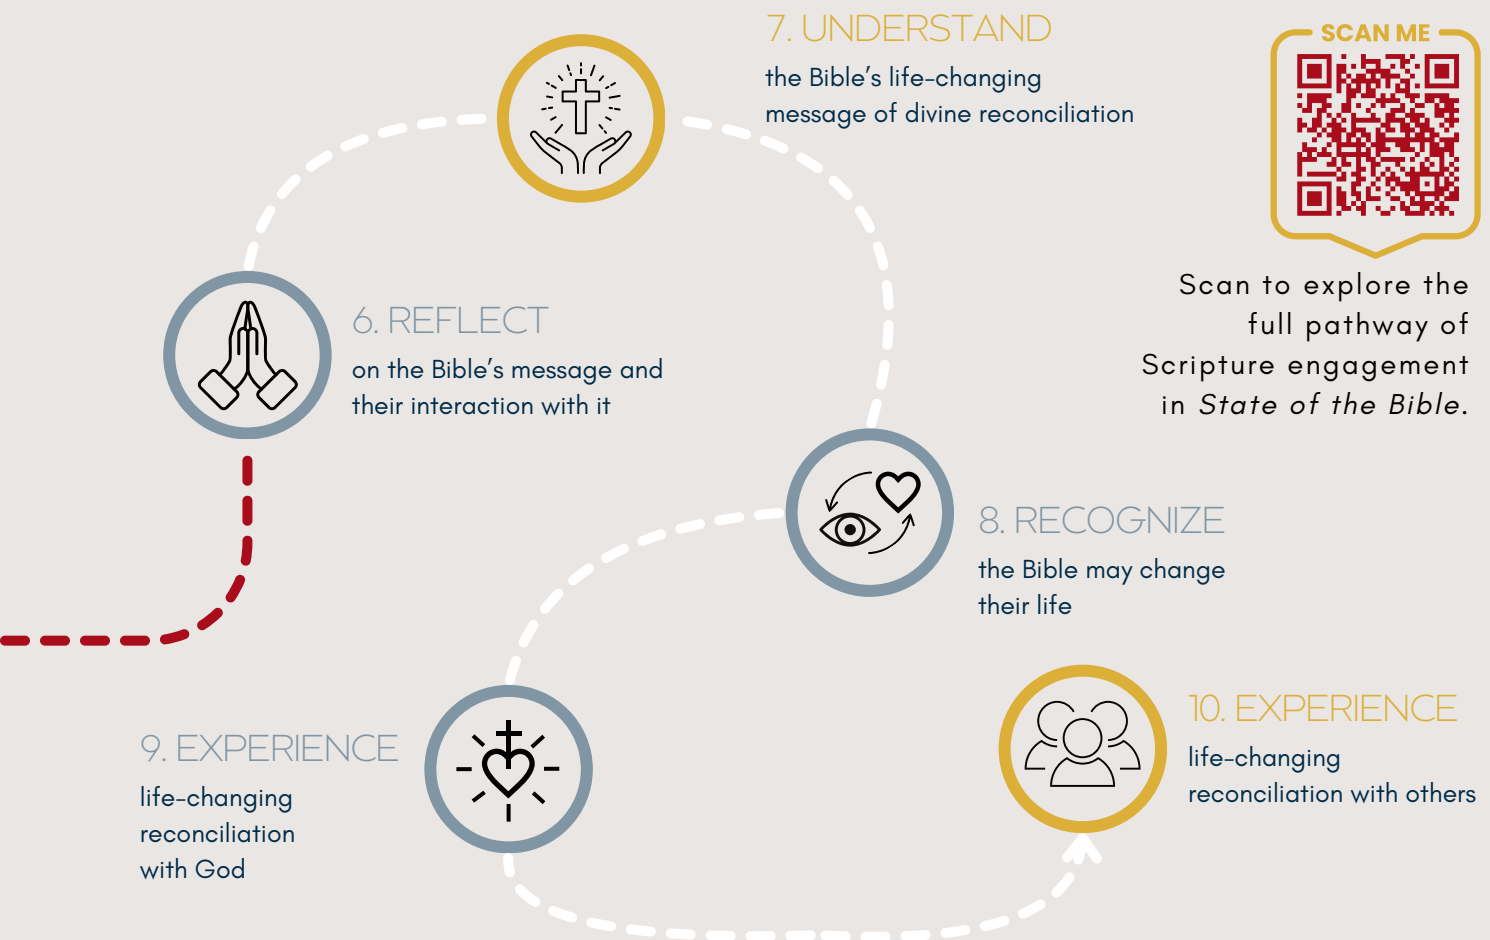 7. UNDERSTAND
the Bible's life-changing
message of divine reconciliation
SCAN ME
Scan to explore the
full pathway of
Scripture engagement
in State of the Bible.
6. REFLECT
on the Bible's message and
their interaction with it
8. RECOGNIZE
the Bible may change
their life
9. EXPERIENCE
life-changing
reconciliation
with God
10. EXPERIENCE
life-changing
reconciliation with others